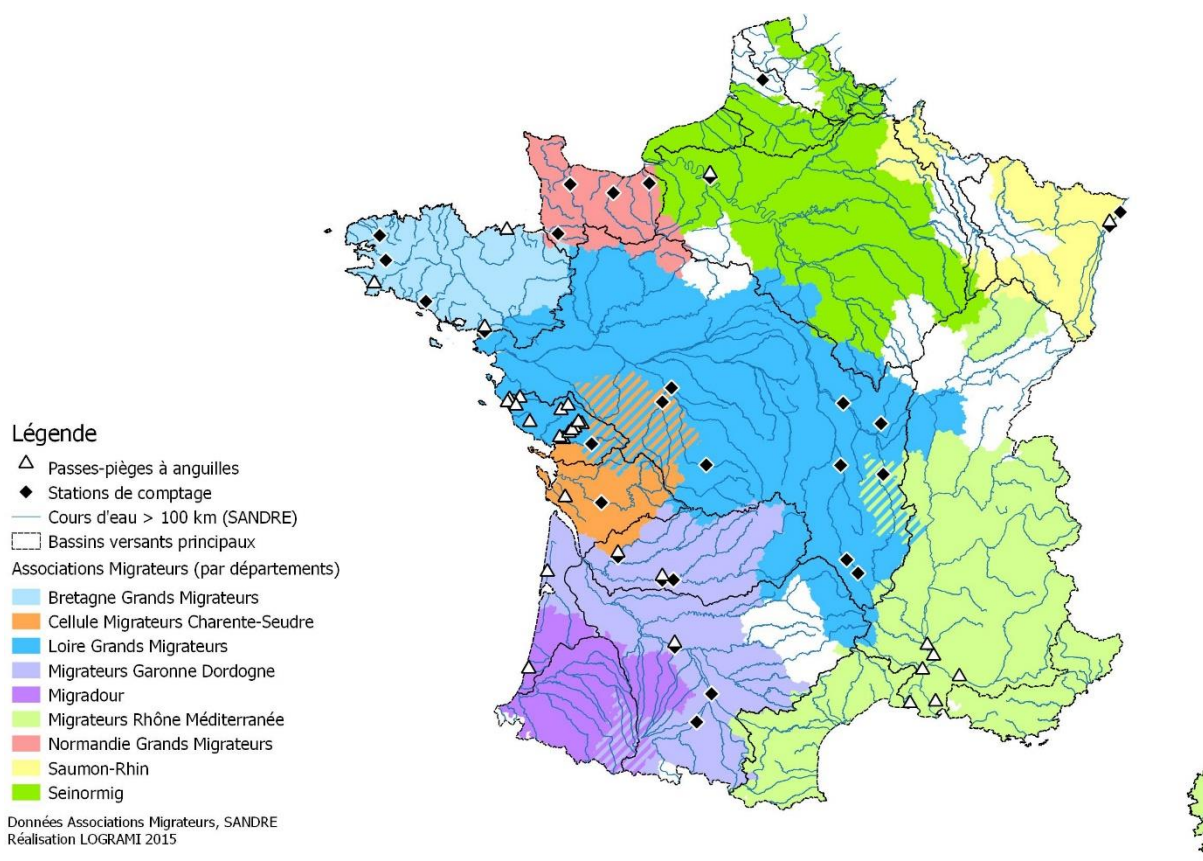 Légende
Passes-pièges à anguilles
Stations de comptage
Cours d'eau > 100 km (SANDRE)
Bassins versants principaux
Associations Migrateurs (par départements)
Bretagne Grands Migrateurs
Cellule Migrateurs Charente-Seudre
Loire Grands Migrateurs
Migrateurs Garonne Dordogne
Migradour
Migrateurs Rhône Méditerranée
Normandie Grands Migrateurs
Saumon-Rhin
Seinormig
Données Associations Migrateurs, SANDRE
Réalisation LOGRAMI 2015